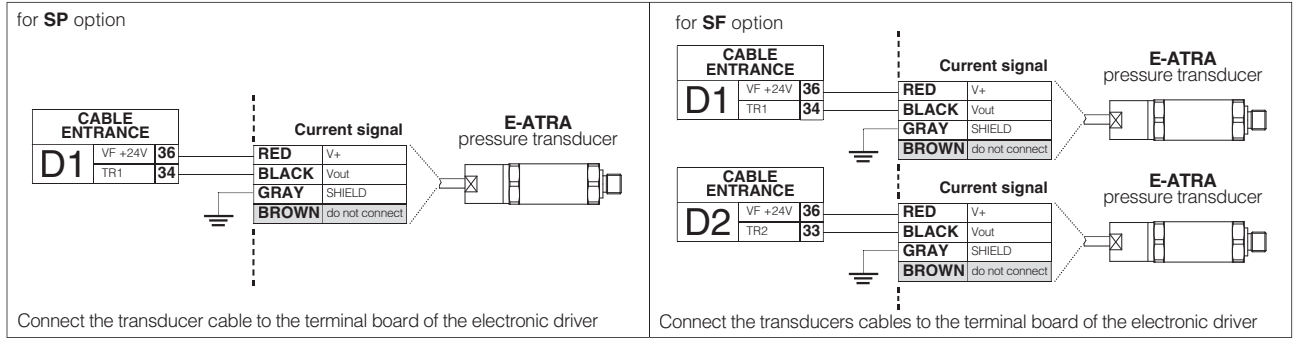 for SP option
CABLE
ENTRANCE
D1 VF +24V 36
TR1 34
Current signal
RED V+
BLACK Vout
GRAY SHIELD
BROWN do not connect
E-ATRA
pressure transducer
Connect the transducer cable to the terminal board of the electronic driver
for SF option
CABLE
ENTRANCE
D1 VF +24V 36
TR1 34
Current signal
RED V+
BLACK Vout
GRAY SHIELD
BROWN do not connect
E-ATRA
pressure transducer
CABLE
ENTRANCE
D2 VF +24V 36
TR2 33
Current signal
RED V+
BLACK Vout
GRAY SHIELD
BROWN do not connect
E-ATRA
pressure transducer
Connect the transducers cables to the terminal board of the electronic driver